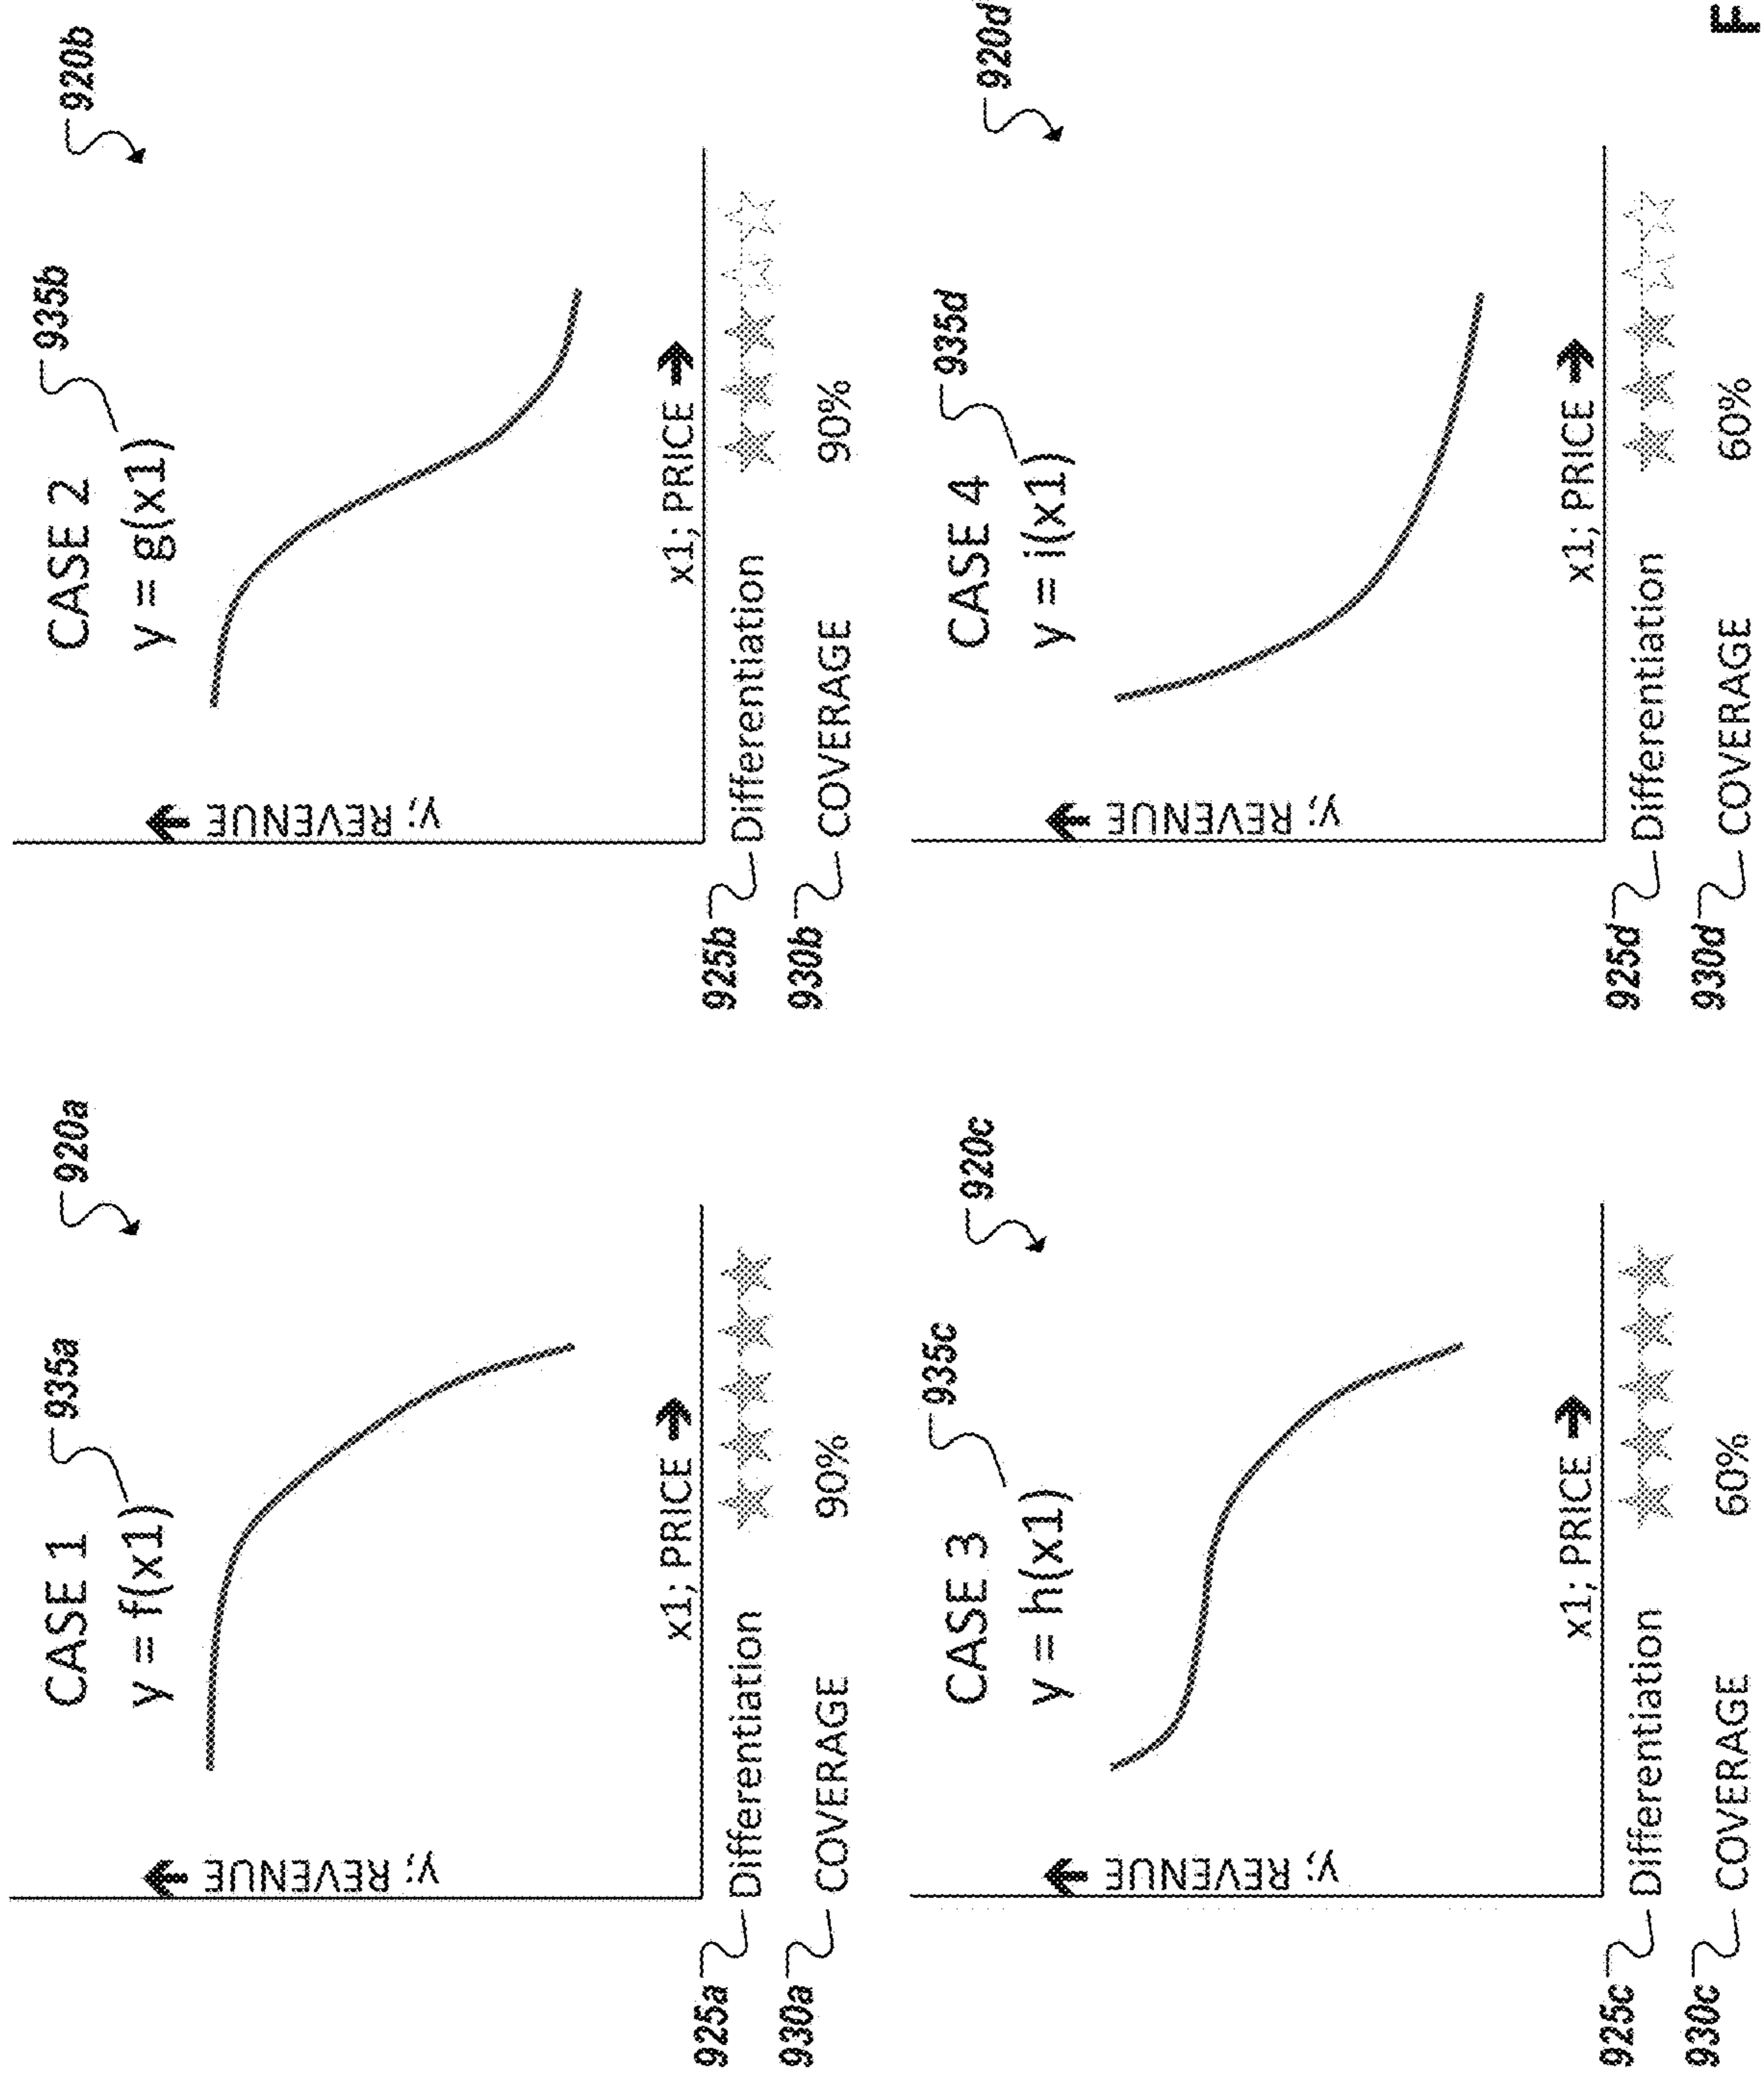 CASE 1
920a
y = f(x1)
935a
y; REVENUE
x1; PRICE →
925a
Differentiation
930a
COVERAGE
90%
CASE 2
920b
y = g(x1)
935b
y; REVENUE
x1; PRICE →
925b
Differentiation
930b
COVERAGE
90%
CASE 3
920c
y = h(x1)
935c
y; REVENUE
x1; PRICE →
925c
Differentiation
930c
COVERAGE
60%
CASE 4
920d
y = i(x1)
935d
y; REVENUE
x1; PRICE →
925d
Differentiation
930d
COVERAGE
60%
F